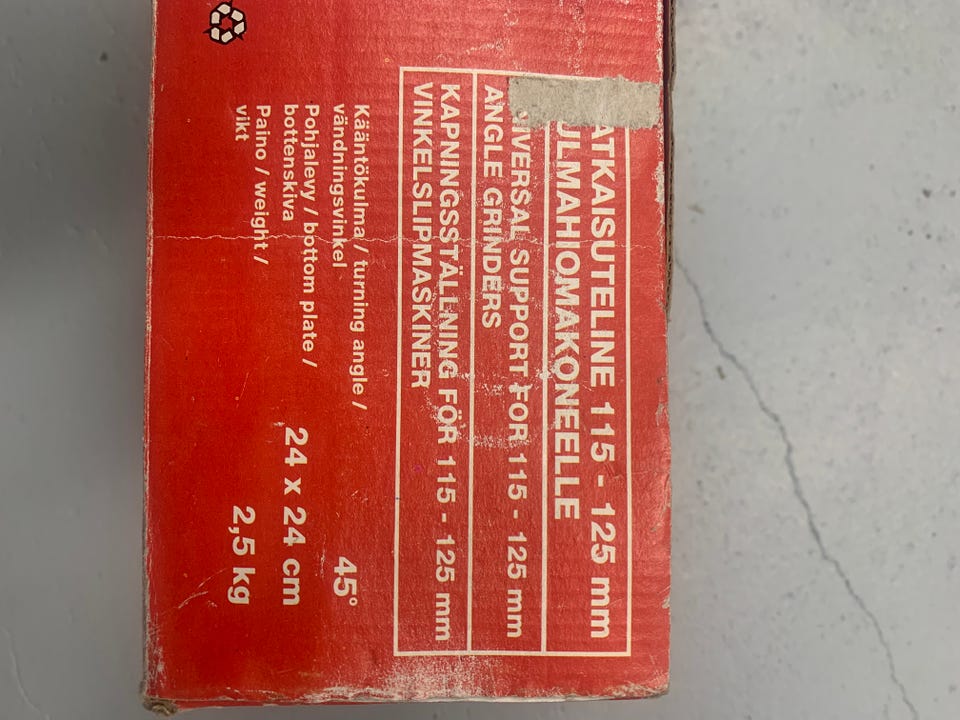 ATKAISUTELINE 115 - 125 mm
ULMAHIOMAKONEELLE
IVERSAL SUPPORT FOR 115 - 125 mm
ANGLE GRINDERS
KAPNINGSSTÄLLNING FÖR 115 - 125 mm
VINKELSLIPMASKINER
Kääntökulma / turning angle /
vändningsvinkel 45°
Pohjalevy / bottom plate /
bottenskiva 24 x 24 cm
Paino / weight /
vikt 2,5 kg